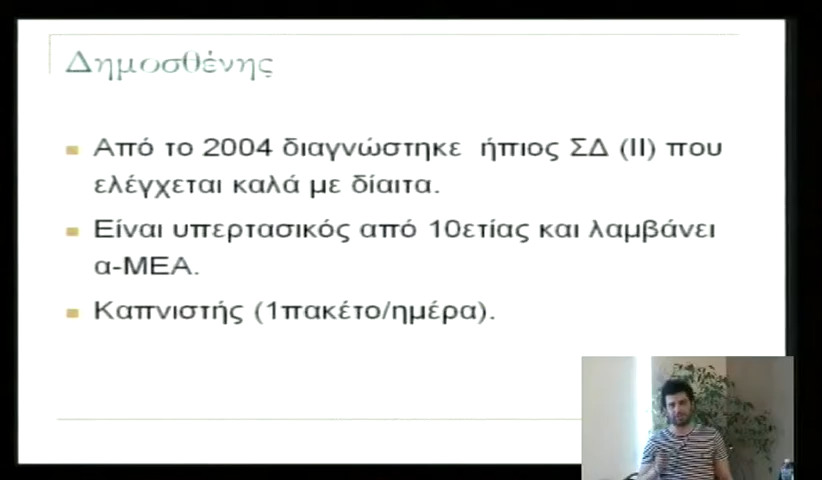 Δημοσθένης
Από το 2004 διαγνώστηκε ήπιος ΣΔ (ΙΙ) που
ελέγχεται καλά με δίαιτα.
Είναι υπερτασικός από 10ετίας και λαμβάνει
α-ΜΕΑ.
Καπνιστής (1πακέτο/ημέρα).